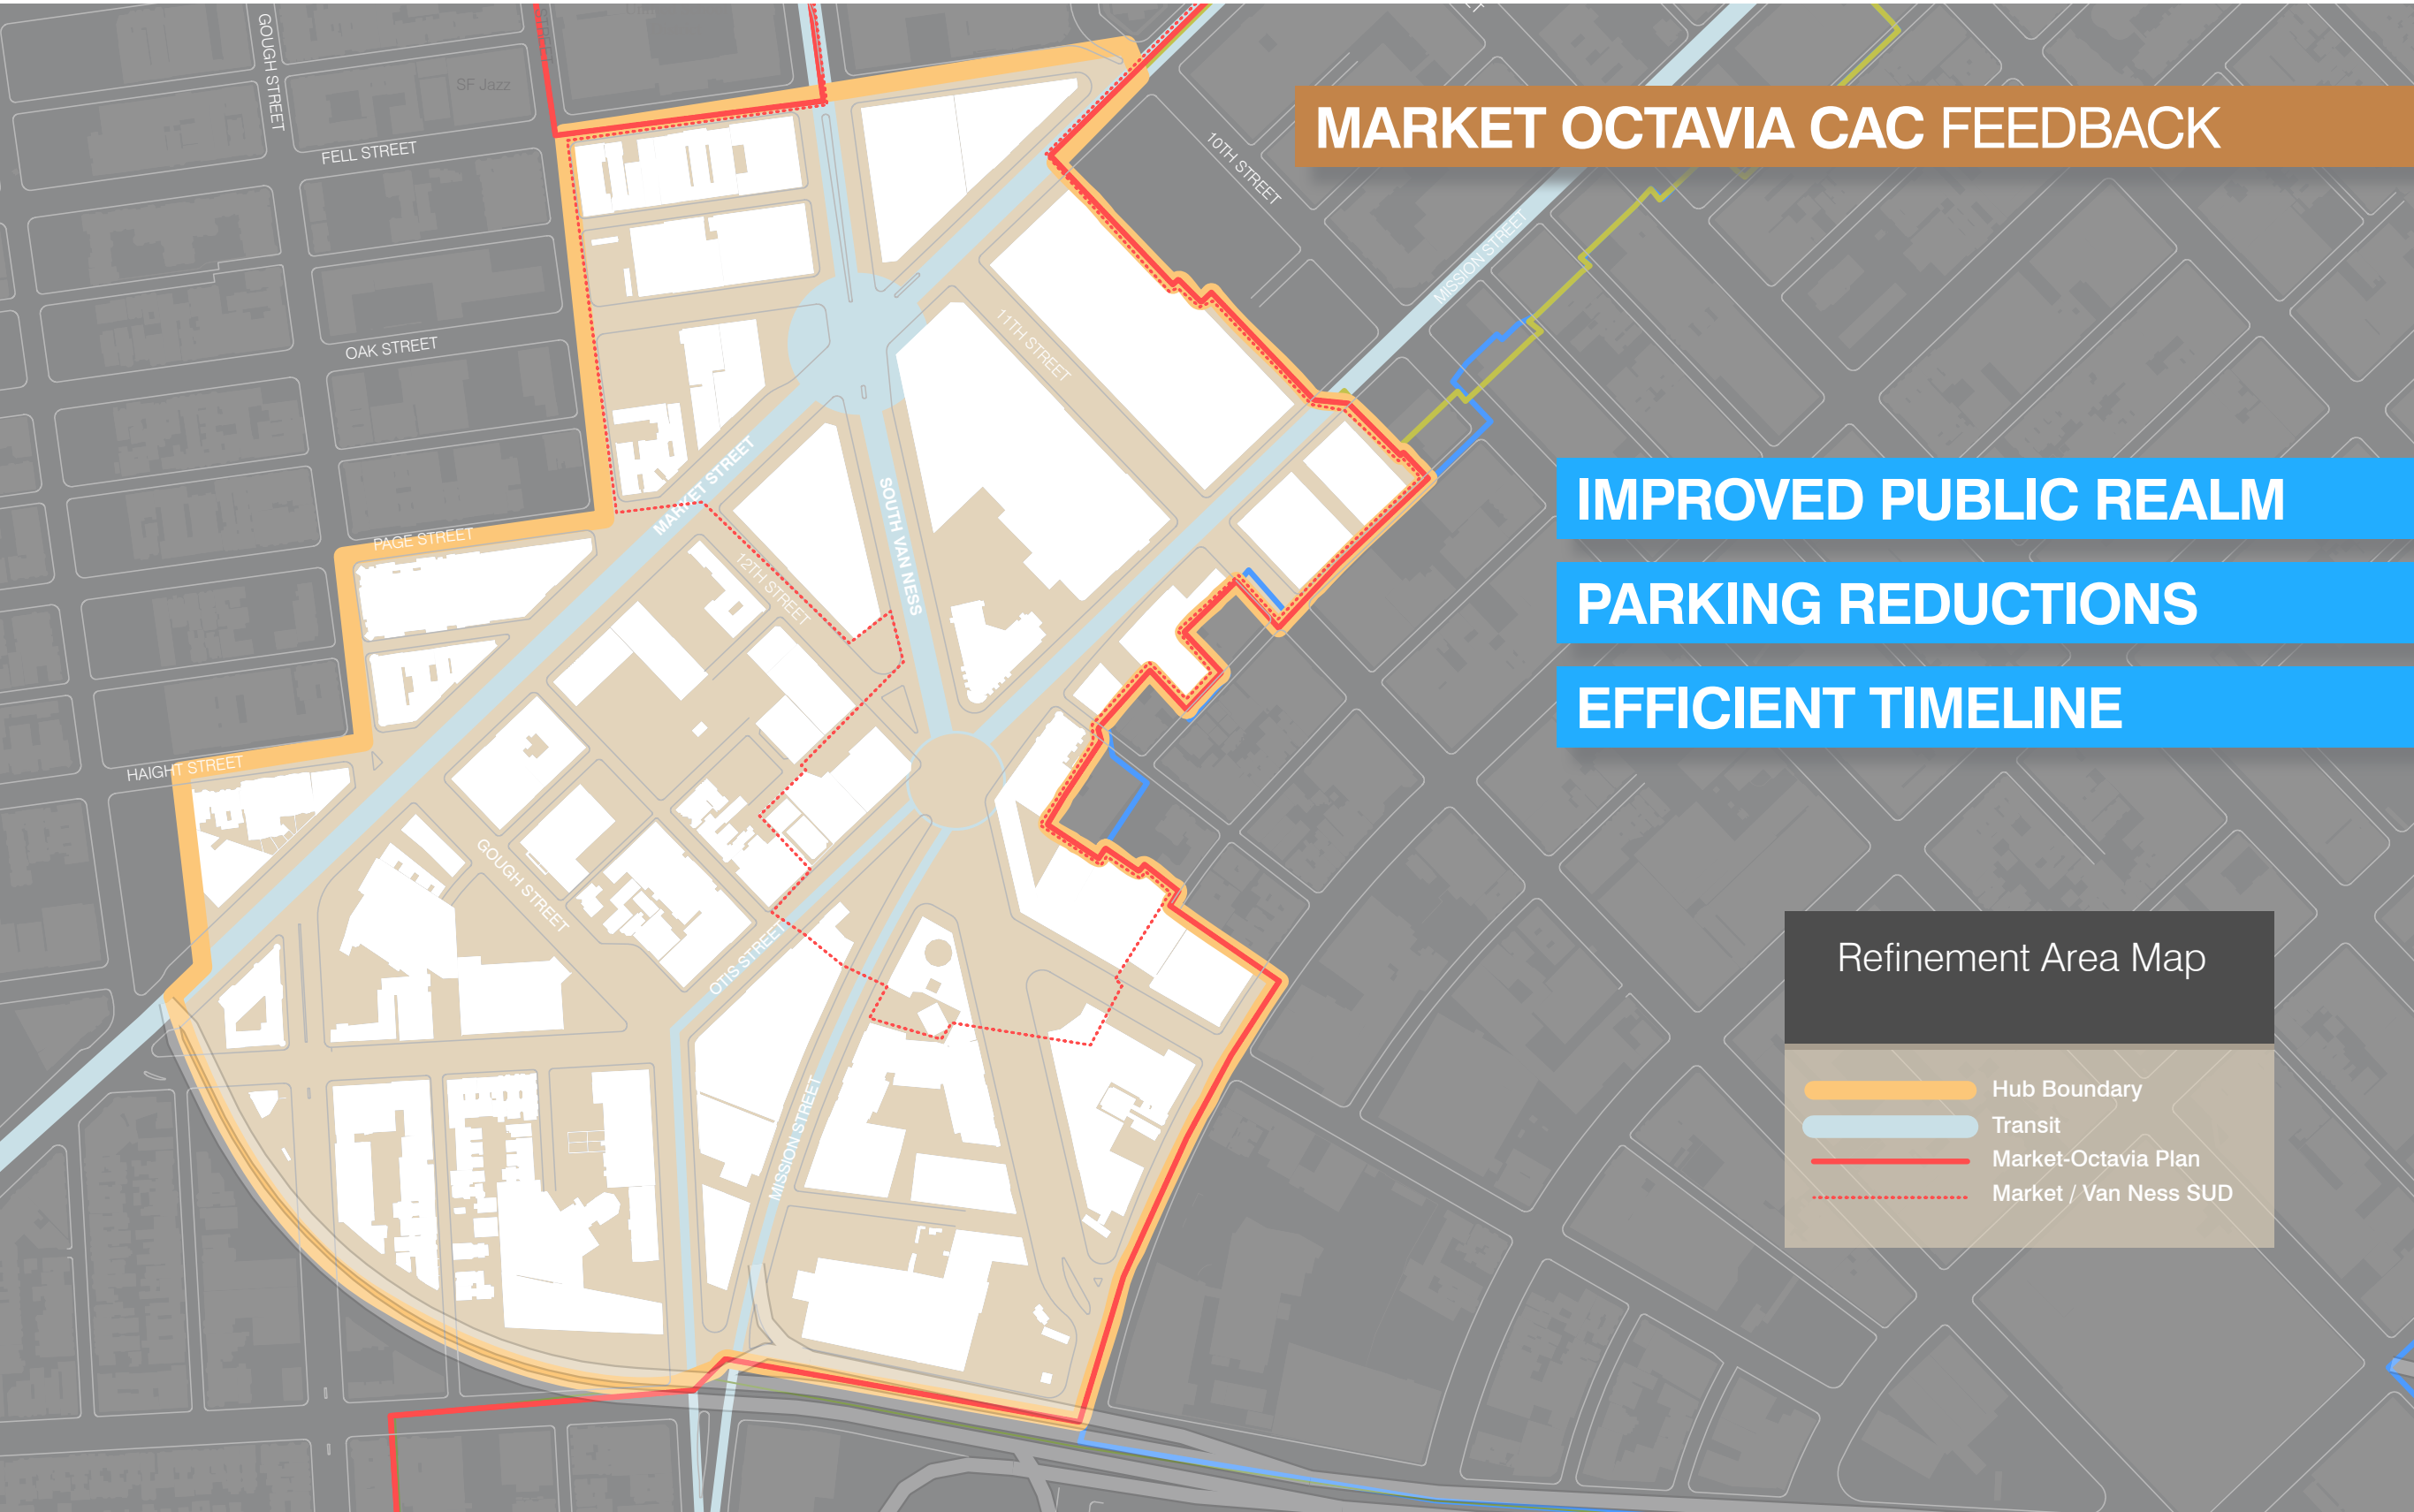 GOUGH STREET
SF Jazz
FELL STREET
10TH STREET
MARKET OCTAVIA CAC FEEDBACK
MISSION STREET
OAK STREET
11TH STREET
MARKET STREET
SOUTH VAN NESS
IMPROVED PUBLIC REALM
PAGE STREET
12TH STREET
PARKING REDUCTIONS
EFFICIENT TIMELINE
HAIGHT STREET
GOUGH STREET
OTIS STREET
MISSION STREET
Refinement Area Map
Hub Boundary
Transit
Market-Octavia Plan
Market / Van Ness SUD